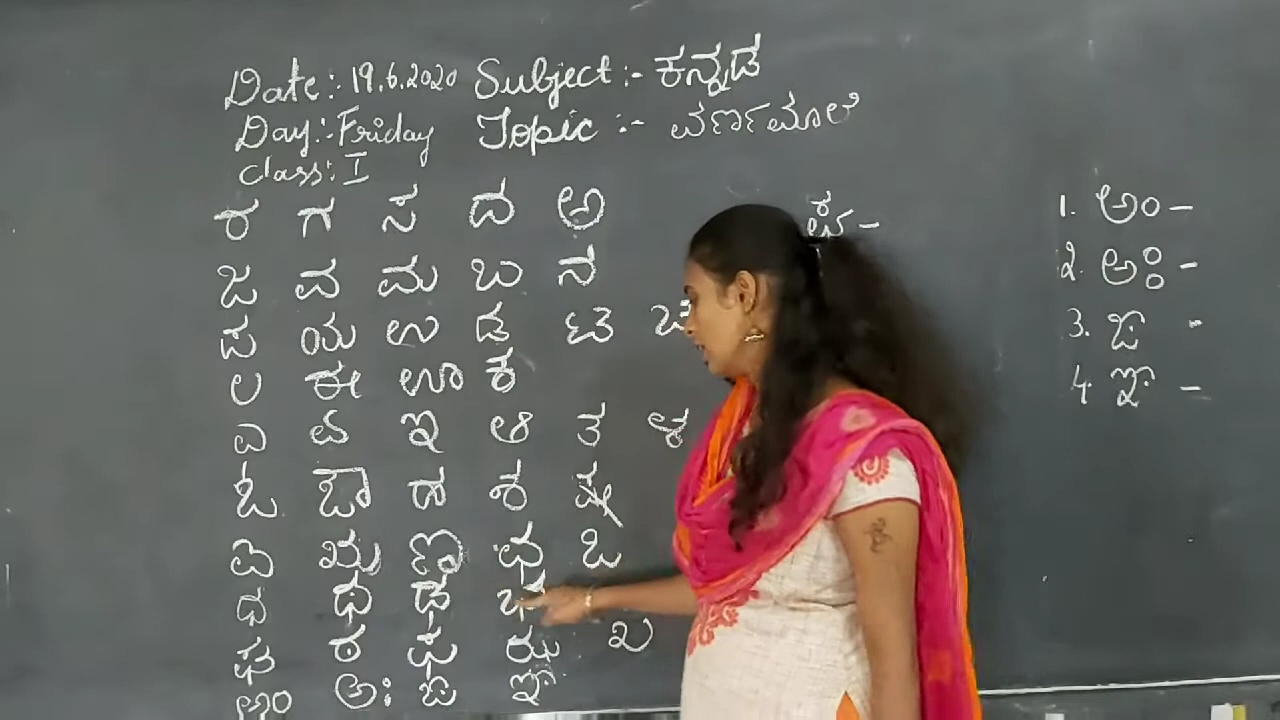 Date:- 19.6.2020 Subject:- ಕನ್ನಡ
Day:- Friday Topic:- ವರ್ಣಮಾಲೆ
class: I
ರ ಗ ಸ ದ ಅ
ಜ ವ ಮ ಬ ನ
ಪ ಯ ಉ ಡ ಟ ಚ
ಲ ಈ ಊ ಕ
ಎ ಏ ಇ ಆ ತ ಳ
ಓ ಔ ಹ ಶ ಷ
ಐ ಋ ಣ ಛ ಒ
ಥ ಧ ಢ ಭ
ಘ ಠ ಫ ಝ ಖ
ಅಂ ಅಃ ಙ ಞ
1. ಅಂ -
2. ಅಃ -
3. ಙ -
4. ಞ -